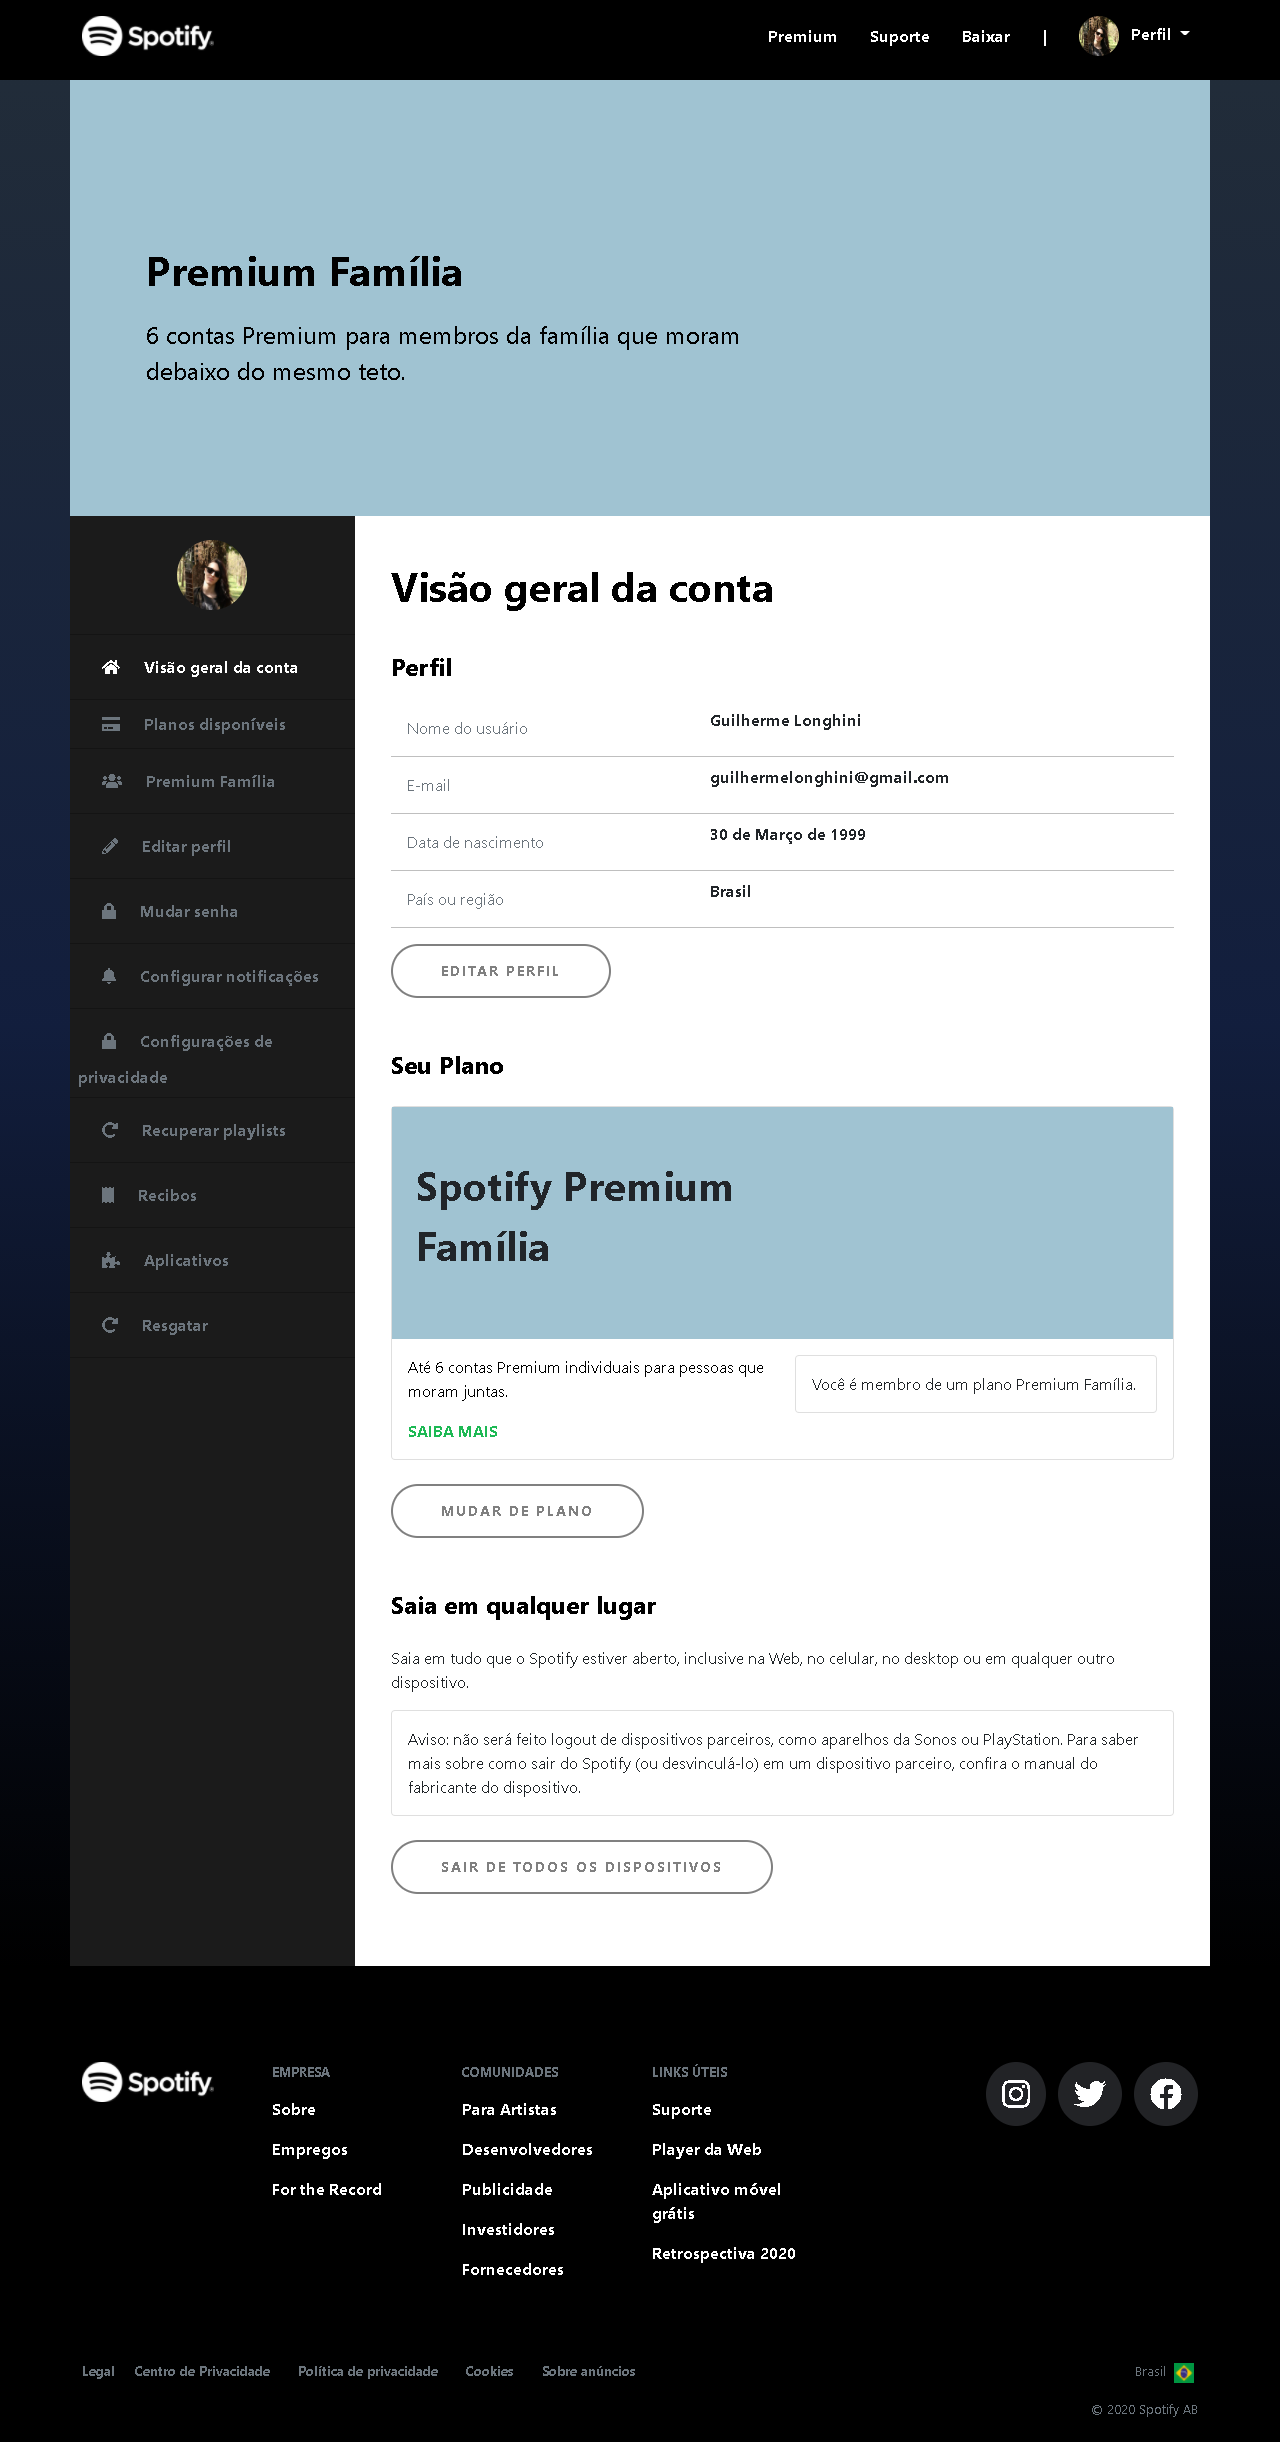 Spotify
Premium
Suporte
Baixar
|
Perfil
Premium Família
6 contas Premium para membros da família que moram
debaixo do mesmo teto.
Visão geral da conta
Planos disponíveis
Premium Família
Editar perfil
Mudar senha
Configurar notificações
Configurações de
privacidade
Recuperar playlists
Recibos
Aplicativos
Resgatar
Visão geral da conta
Perfil
Nome do usuário
Guilherme Longhini
E-mail
guilhermelonghini@gmail.com
Data de nascimento
30 de Março de 1999
País ou região
Brasil
EDITAR PERFIL
Seu Plano
Spotify Premium
Família
Até 6 contas Premium individuais para pessoas que
moram juntas.
SAIBA MAIS
Você é membro de um plano Premium Família.
MUDAR DE PLANO
Saia em qualquer lugar
Saia em tudo que o Spotify estiver aberto, inclusive na Web, no celular, no desktop ou em qualquer outro
dispositivo.
Aviso: não será feito logout de dispositivos parceiros, como aparelhos da Sonos ou PlayStation. Para saber
mais sobre como sair do Spotify (ou desvinculá-lo) em um dispositivo parceiro, confira o manual do
fabricante do dispositivo.
SAIR DE TODOS OS DISPOSITIVOS
Spotify
EMPRESA
Sobre
Empregos
For the Record
COMUNIDADES
Para Artistas
Desenvolvedores
Publicidade
Investidores
Fornecedores
LINKS ÚTEIS
Suporte
Player da Web
Aplicativo móvel
grátis
Retrospectiva 2020
Legal
Centro de Privacidade
Política de privacidade
Cookies
Sobre anúncios
Brasil
© 2020 Spotify AB